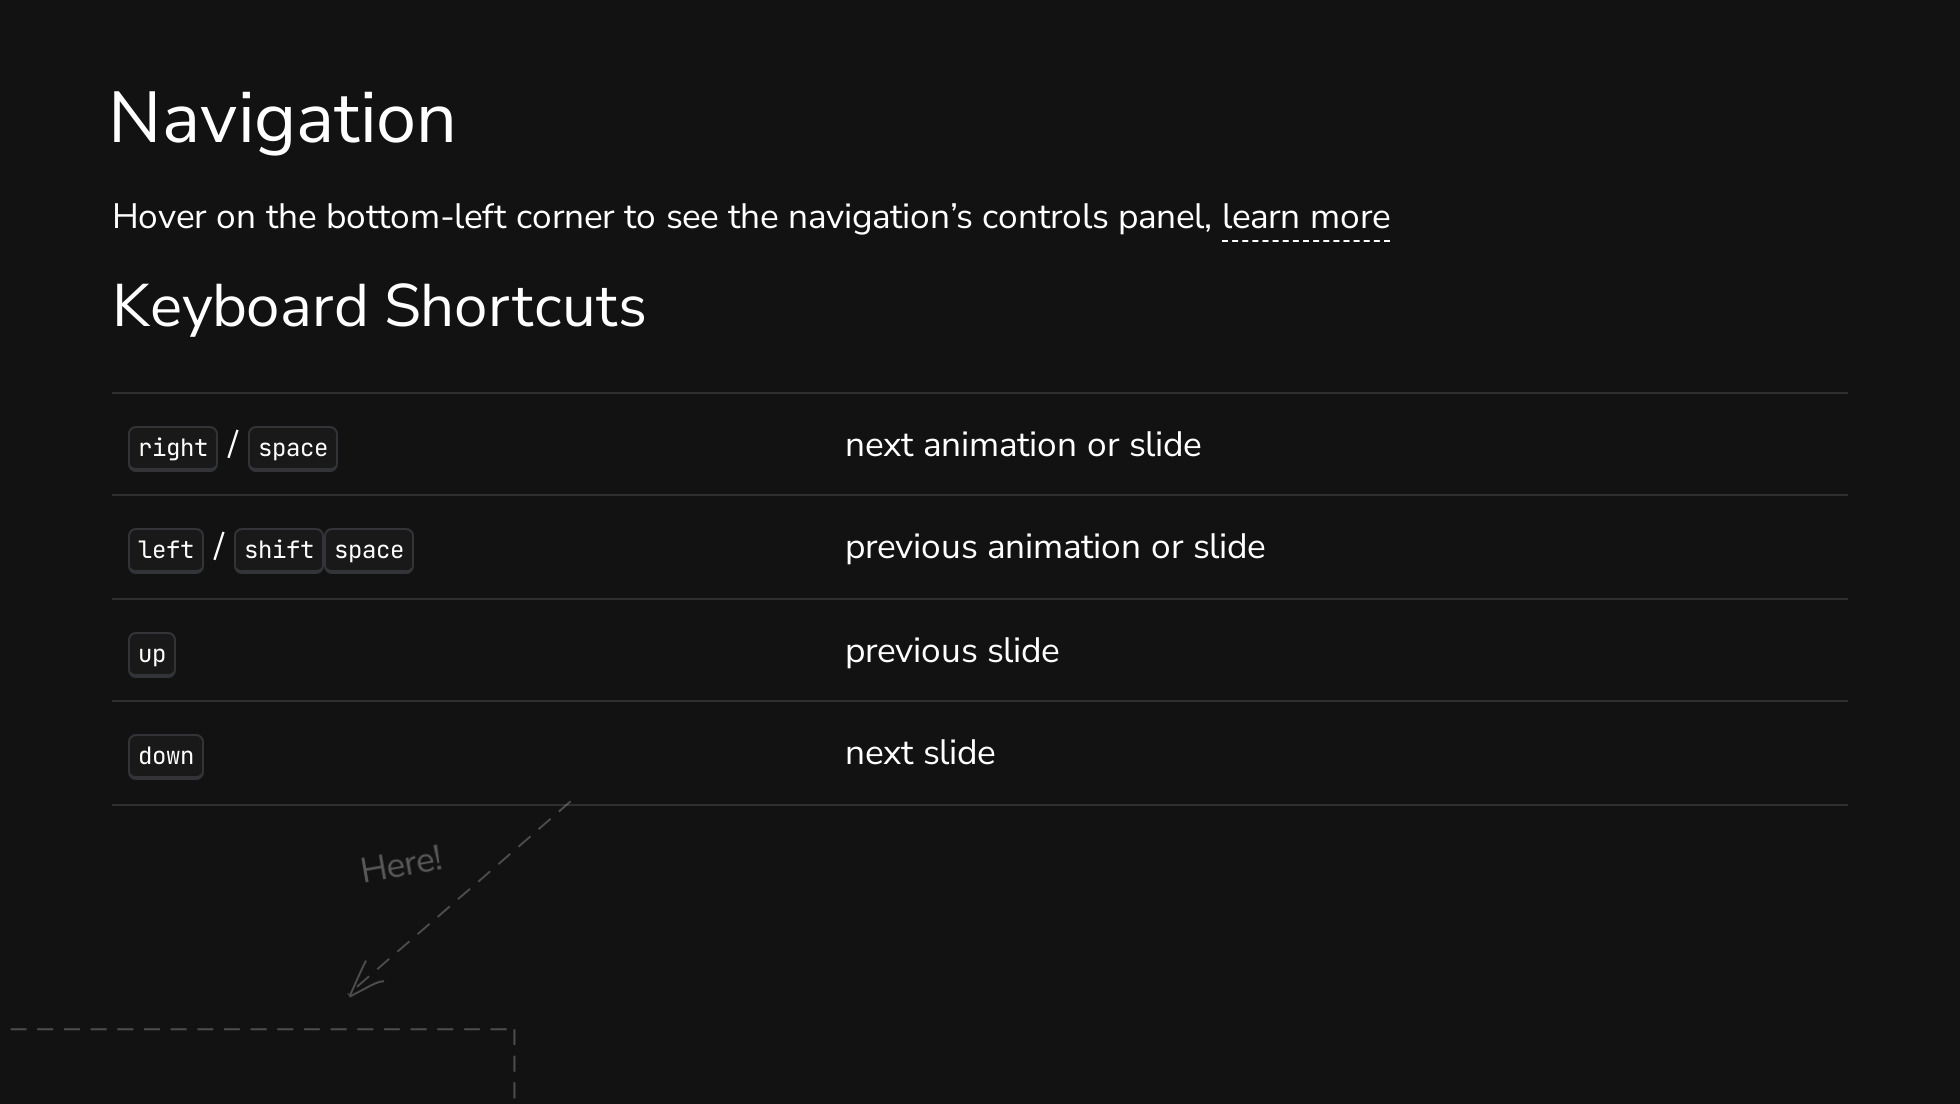 Navigation
Hover on the bottom-left corner to see the navigation’s controls panel, learn more
Keyboard Shortcuts
right / space next animation or slide
left / shift space previous animation or slide
up previous slide
down next slide
Here!